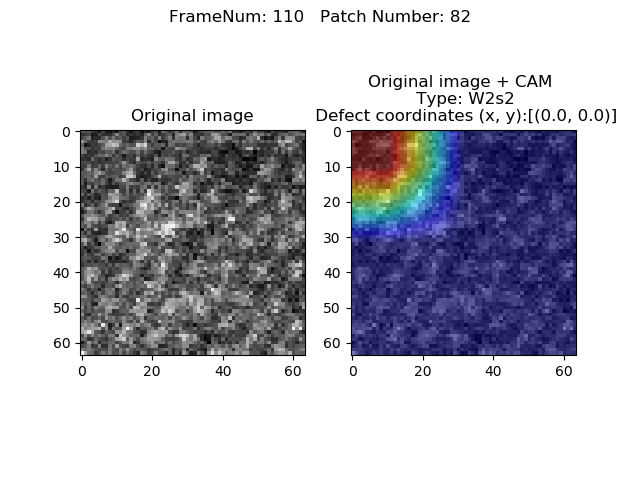 FrameNum: 110   Patch Number: 82
Original image
0
10
20
30
40
50
60
0 20 40 60
Original image + CAM
Type: W2s2
Defect coordinates (x, y):[(0.0, 0.0)]
0
10
20
30
40
50
60
0 20 40 60